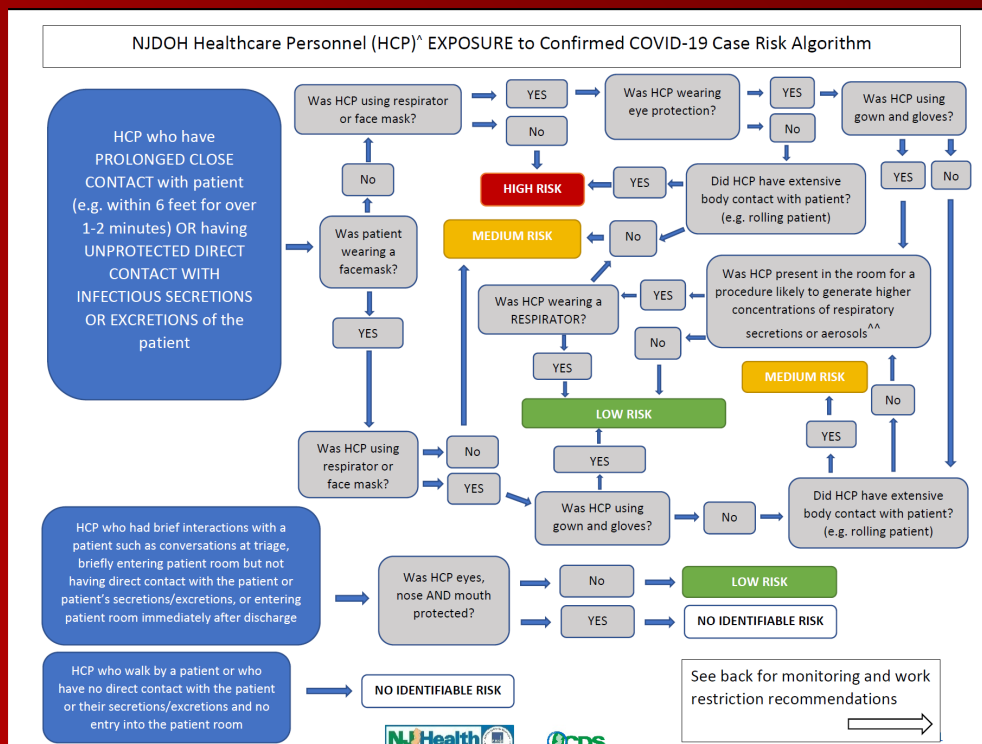 NJDOH Healthcare Personnel (HCP)^ EXPOSURE to Confirmed COVID-19 Case Risk Algorithm
HCP who have
PROLONGED CLOSE
CONTACT with patient
(e.g. within 6 feet for over
1-2 minutes) OR having
UNPROTECTED DIRECT
CONTACT WITH
INFECTIOUS SECRETIONS
OR EXCRETIONS of the
patient
Was HCP using respirator
or face mask?
YES
No
Was HCP wearing
eye protection?
YES
No
Was HCP using
gown and gloves?
YES
No
No
HIGH RISK
YES
Did HCP have extensive
body contact with patient?
(e.g. rolling patient)
Was patient
wearing a
facemask?
MEDIUM RISK
No
YES
Was HCP wearing a
RESPIRATOR?
YES
No
Was HCP present in the room for a
procedure likely to generate higher
concentrations of respiratory
secretions or aerosols^^
YES
MEDIUM RISK
No
LOW RISK
YES
Was HCP using
respirator or
face mask?
No
YES
YES
Was HCP using
gown and gloves?
No
Did HCP have extensive
body contact with patient?
(e.g. rolling patient)
HCP who had brief interactions with a
patient such as conversations at triage,
briefly entering patient room but not
having direct contact with the patient or
patient's secretions/excretions, or entering
patient room immediately after discharge
Was HCP eyes,
nose AND mouth
protected?
No
LOW RISK
YES
NO IDENTIFIABLE RISK
HCP who walk by a patient or who
have no direct contact with the patient
or their secretions/excretions and no
entry into the patient room
NO IDENTIFIABLE RISK
See back for monitoring and work
restriction recommendations
NJ Health
CDS